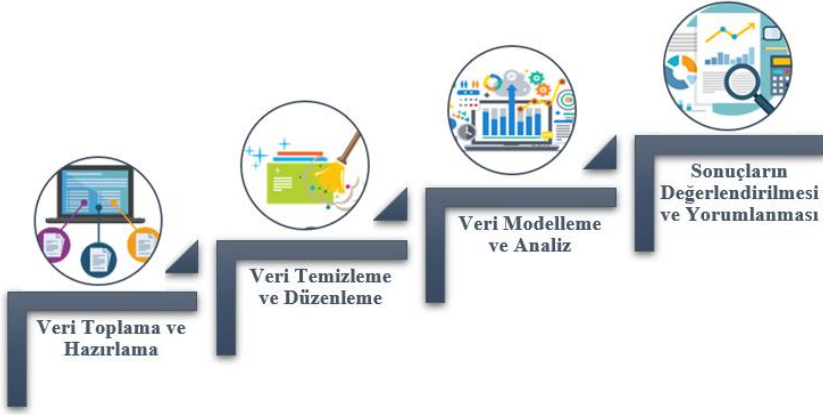 Veri Toplama ve
Hazırlama
Veri Temizleme
ve Düzenleme
Veri Modelleme
ve Analiz
Sonuçların
Değerlendirilmesi
ve Yorumlanması